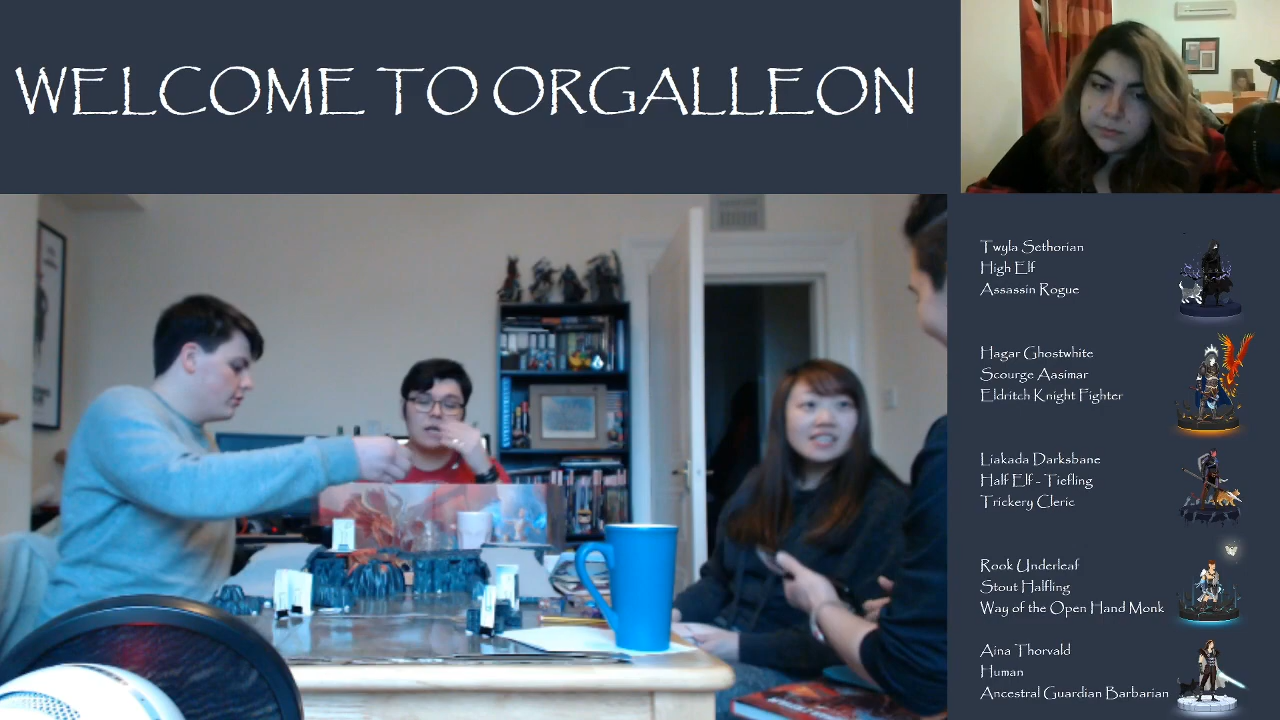 WELCOME TO ORGALLEON
Twyla Sethorian
High Elf
Assassin Rogue
Hagar Ghostwhite
Scourge Aasimar
Eldritch Knight Fighter
Liakada Darksbane
Half Elf - Tiefling
Trickery Cleric
Rook Underleaf
Stout Halfling
Way of the Open Hand Monk
Aina Thorvald
Human
Ancestral Guardian Barbarian